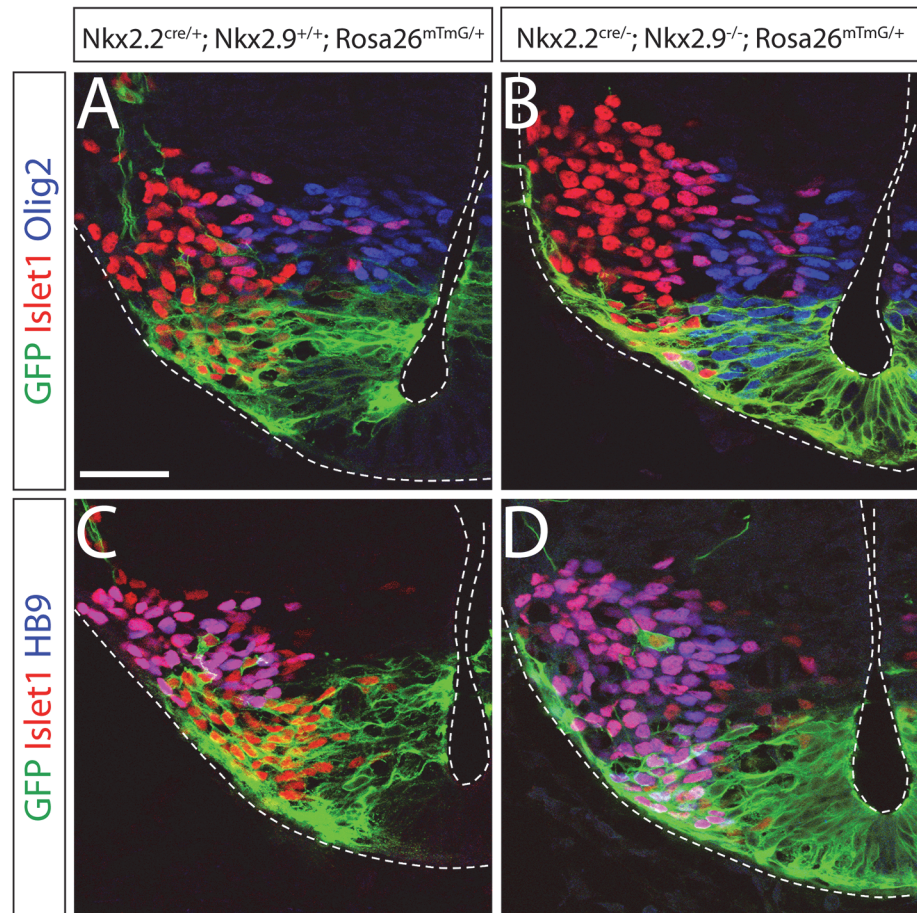 Nkx2.2cre/+; Nkx2.9+/+; Rosa26mTmG/+
Nkx2.2cre/-; Nkx2.9-/-; Rosa26mTmG/+
GFP Islet1 Olig2
A
B
GFP Islet1 HB9
C
D